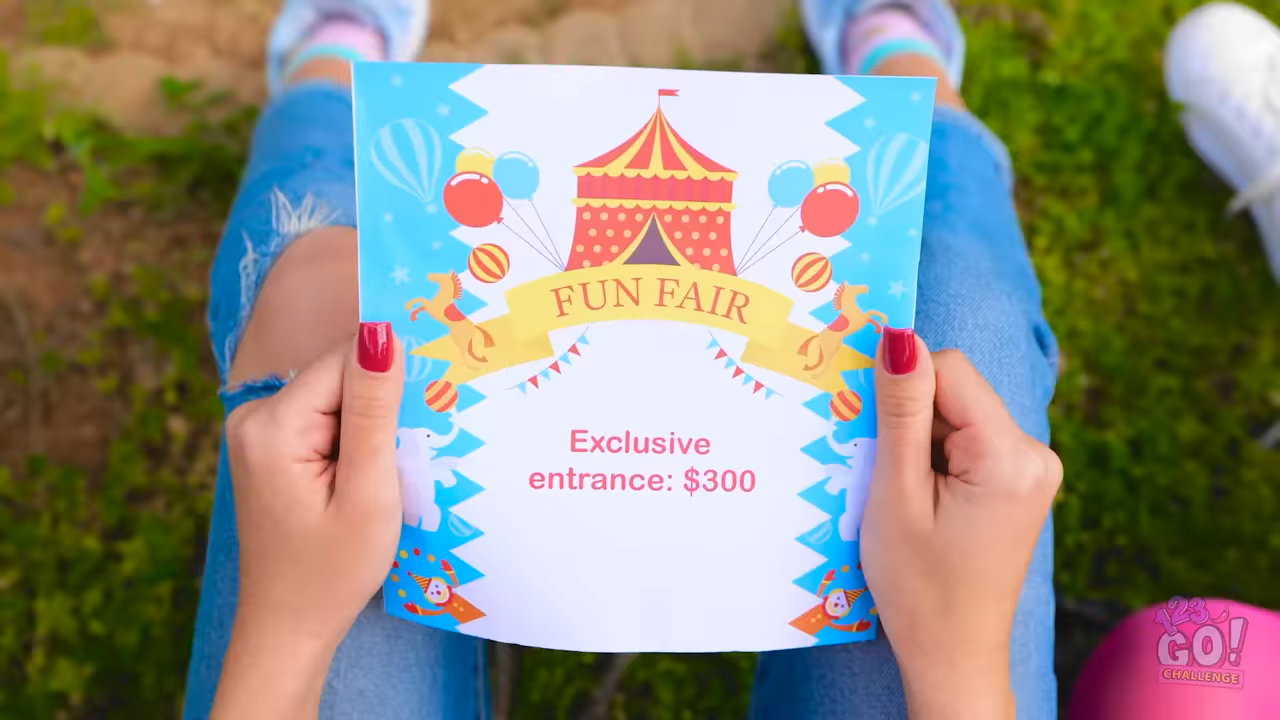 FUN FAIR
Exclusive
entrance: $300
123
GO!
CHALLENGE